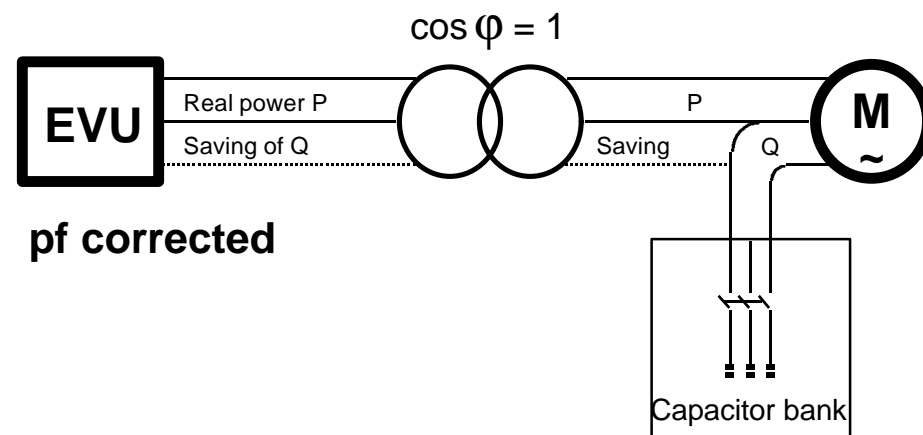 cos φ = 1
EVU
Real power P
Saving of Q
P
Saving
Q
M
~
pf corrected
Capacitor bank